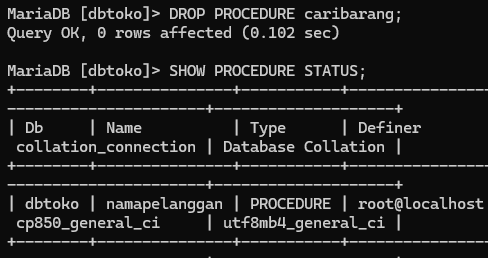 MariaDB [dbtoko]> DROP PROCEDURE caribarang;
Query OK, 0 rows affected (0.102 sec)
MariaDB [dbtoko]> SHOW PROCEDURE STATUS;
+--------+---------------+-----------+----------------
----------------------+--------------------+
| Db     | Name          | Type      | Definer
 collation_connection | Database Collation |
+--------+---------------+-----------+----------------
----------------------+--------------------+
| dbtoko | namapelanggan | PROCEDURE | root@localhost
 cp850_general_ci     | utf8mb4_general_ci |
+--------+---------------+-----------+----------------